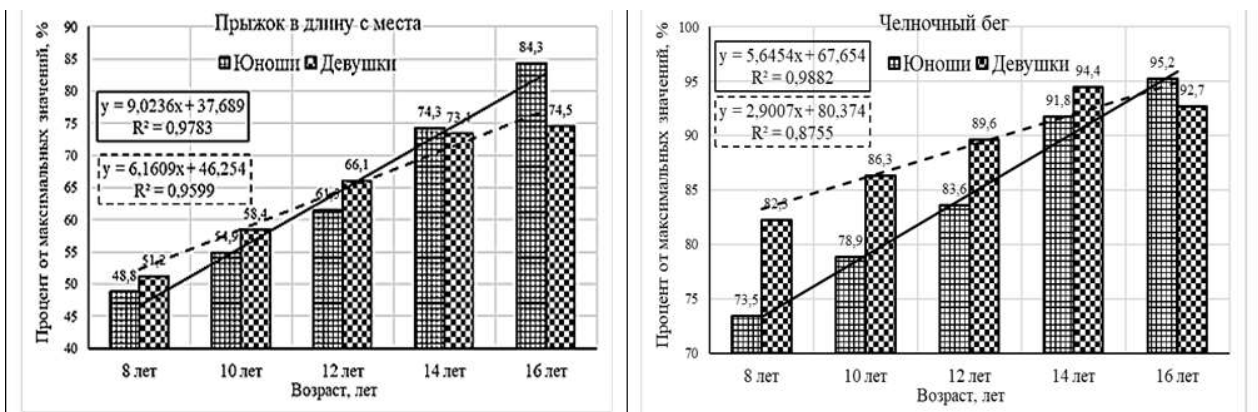 Прыжок в длину с места
Процент от максимальных значений, %
90
85
80
75
70
65
60
55
50
45
40
Юноши Девушки
y = 9,0236x + 37,689
R² = 0,9783
y = 6,1609x + 46,254
R² = 0,9599
48,8
51,2
54,9
58,4
61,5
66,1
74,3
73,4
84,3
74,5
8 лет 10 лет 12 лет 14 лет 16 лет
Возраст, лет
Челночный бег
Процент от максимальных значений, %
100
95
90
85
80
75
70
y = 5,6454x + 67,654
R² = 0,9882
y = 2,9007x + 80,374
R² = 0,8755
Юноши Девушки
73,5
82,3
78,9
86,3
83,6
89,6
91,8
94,4
95,2
92,7
8 лет 10 лет 12 лет 14 лет 16 лет
Возраст, лет